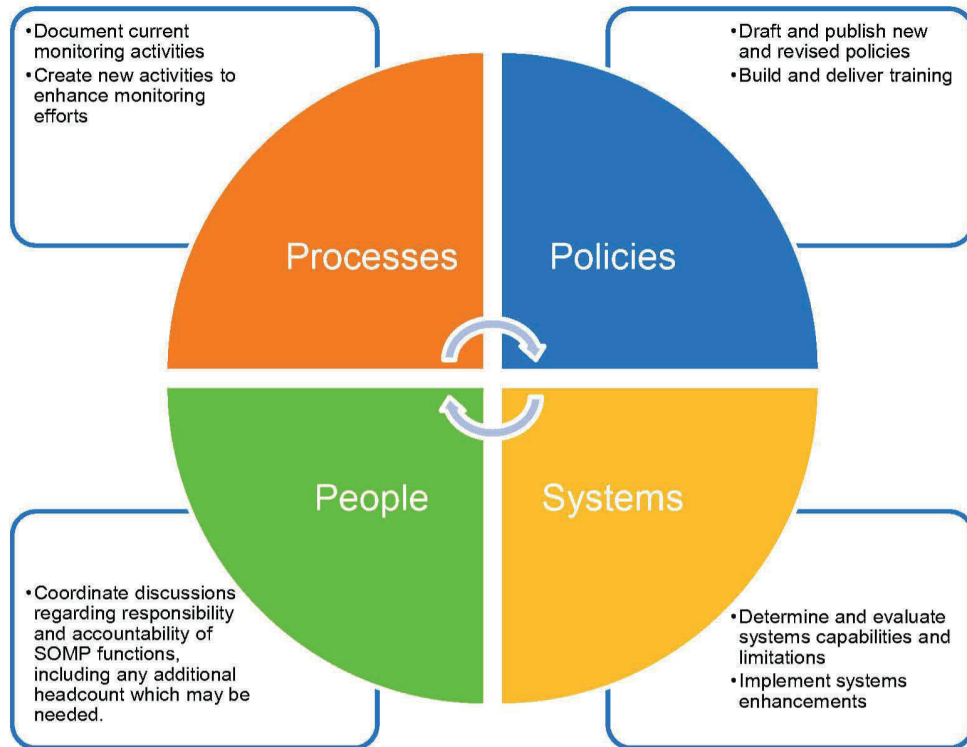 •Document current
monitoring activities
•Create new activities to
enhance monitoring
efforts
•Draft and publish new
and revised policies
•Build and deliver training
Processes
Policies
People
Systems
•Coordinate discussions
regarding responsibility
and accountability of
SOMP functions,
including any additional
headcount which may be
needed.
•Determine and evaluate
systems capabilities and
limitations
•Implement systems
enhancements